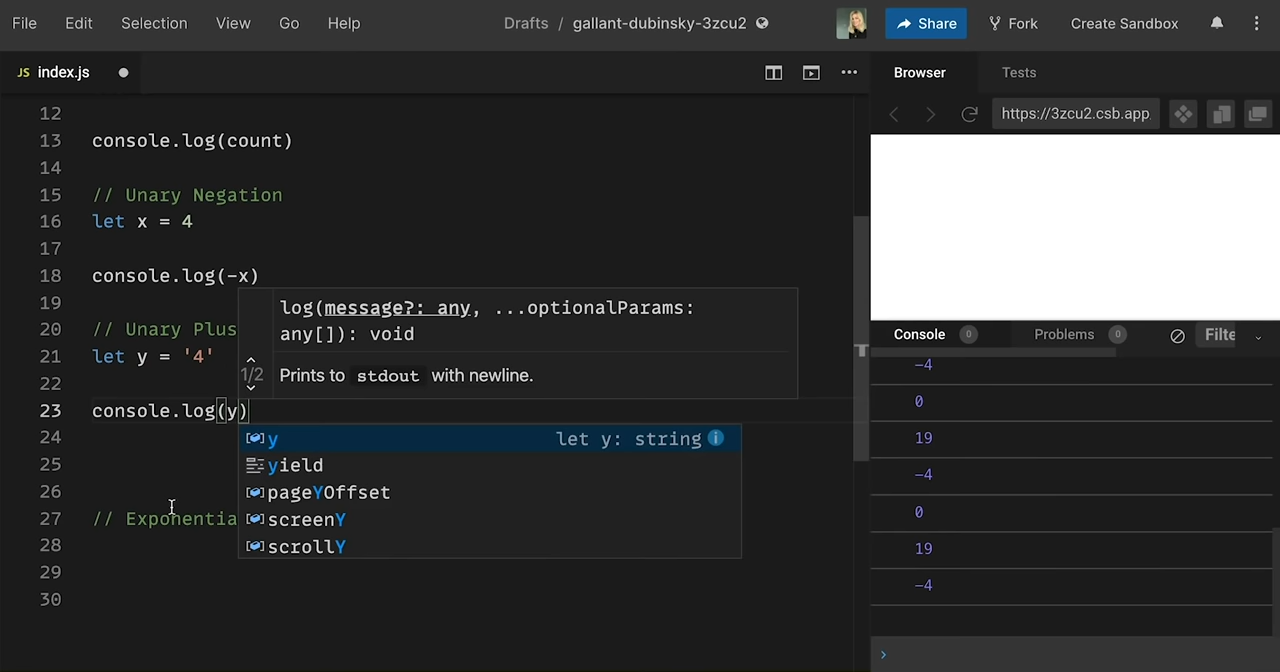 File Edit Selection View Go Help Drafts / gallant-dubinsky-3zcu2 Share Fork Create Sandbox
JS index.js Browser Tests
https://3zcu2.csb.app
12
13 console.log(count)
14
15 // Unary Negation
16 let x = 4
17
18 console.log(-x)
19
20 // Unary Plus
21 let y = '4'
22
23 console.log(y)
24
25
26
27 // Exponentia
28
29
30
log(message?: any, ...optionalParams:
any[]): void
1/2 Prints to stdout with newline.
y let y: string
yield
pageYOffset
screenY
scrollY
Console 0 Problems 0 Filte
-4
0
19
-4
0
19
-4